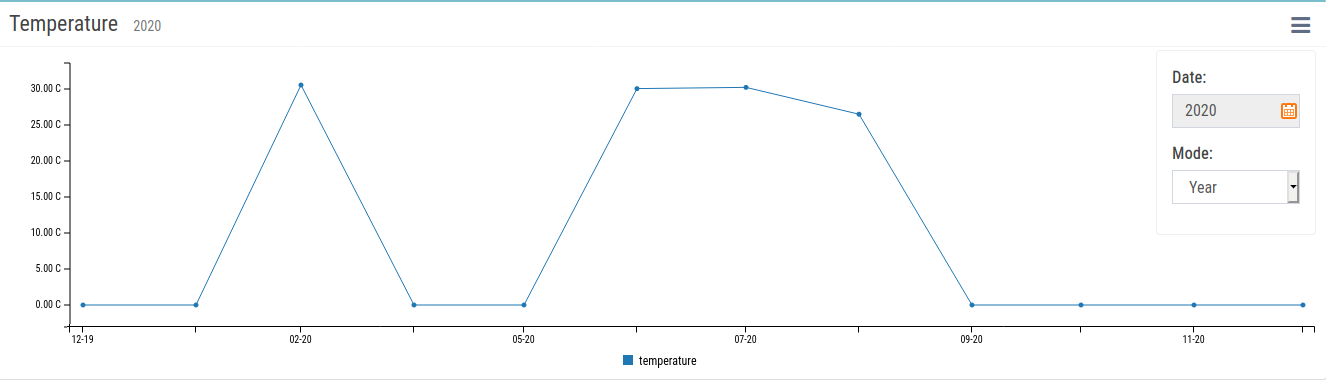 Temperature 2020
Date:
2020
Mode:
Year
30.00 C
25.00 C
20.00 C
15.00 C
10.00 C
5.00 C
0.00 C
12-19 02-20 05-20 07-20 09-20 11-20
temperature